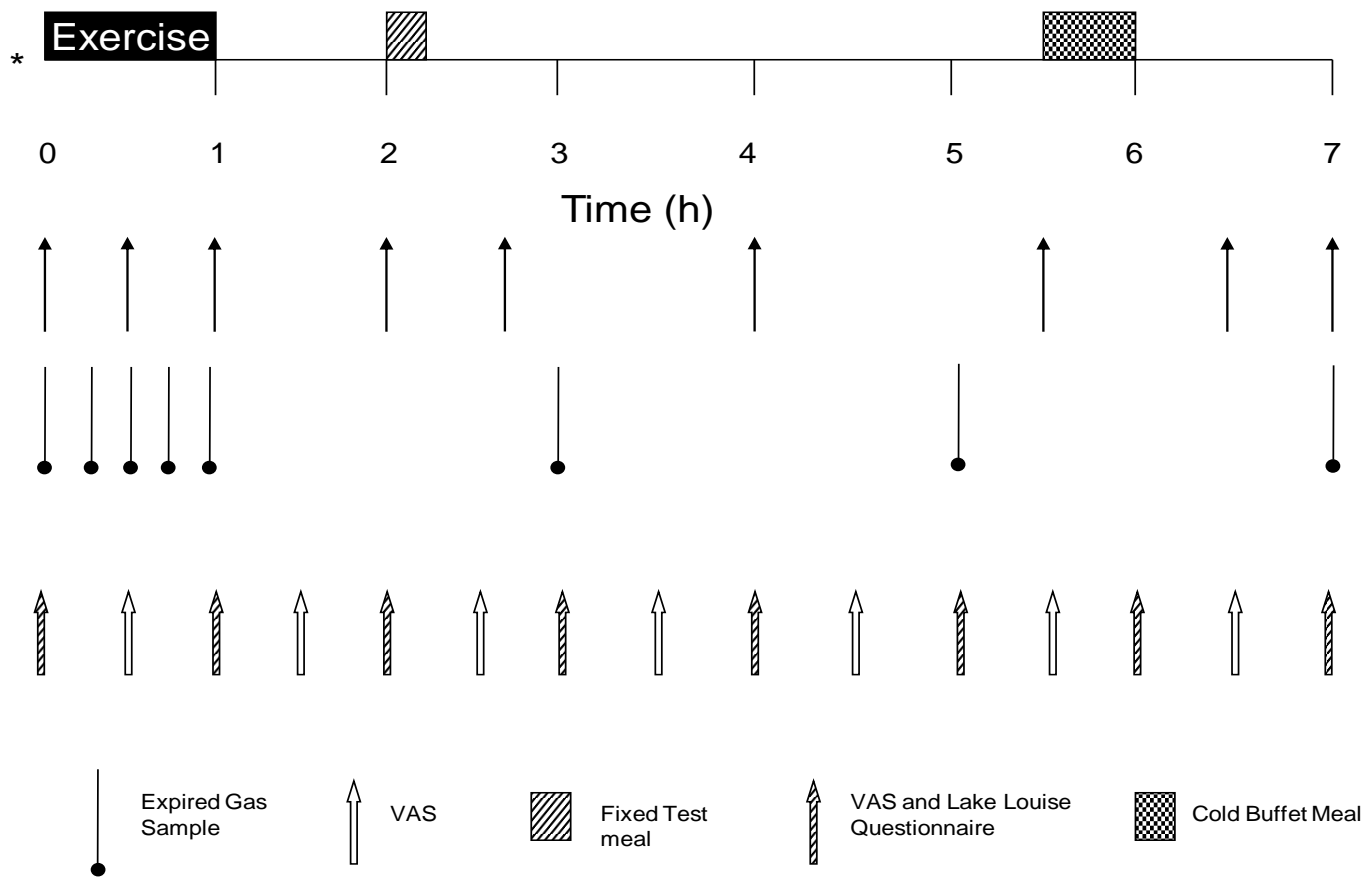 Exercise
*
0 1 2 3 4 5 6 7
Time (h)
Expired Gas
Sample
VAS
Fixed Test
meal
VAS and Lake Louise
Questionnaire
Cold Buffet Meal